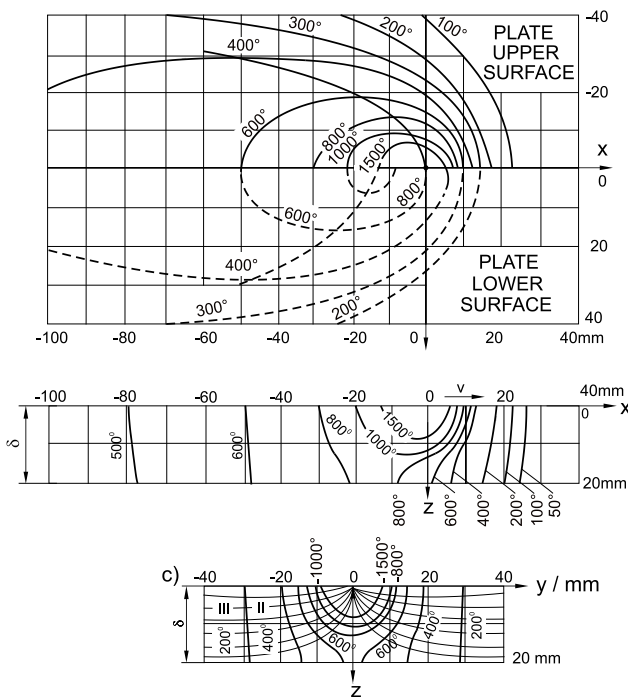 -40
100°
200°
300°
400°
PLATE
UPPER
SURFACE
-20
600°
800°
1000°
1500°
x
0
800°
600°
400°
20
PLATE
LOWER
SURFACE
300°
200°
40
-100 -80 -60 -40 -20 0 20 40mm
-100 -80 -60 -40 -20 0 v 20 40mm
x
0
δ
500°
600°
800°
1000°
1500°
20mm
800°
z
600°
400°
200°
100°
50°
-1000°
-1500°
-800°
c)
-40 -20 0 20 40 y / mm
δ
III II
200°
400°
600°
600°
400°
200°
20 mm
z